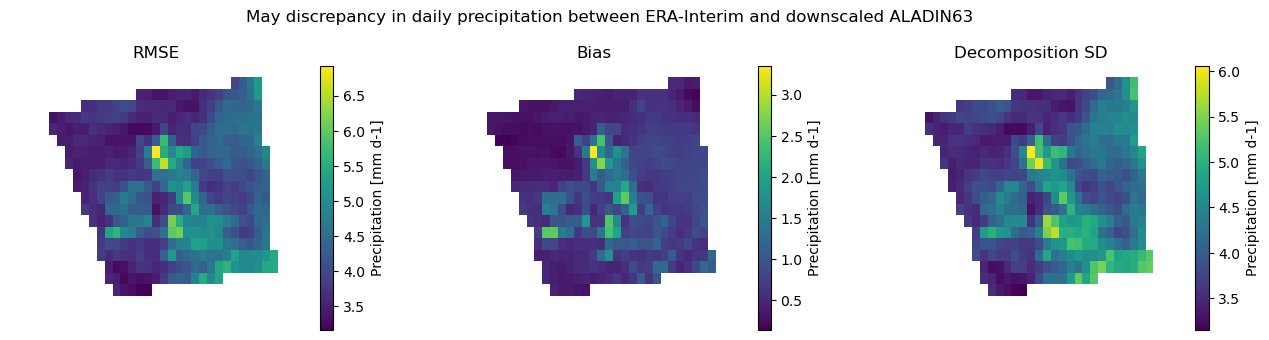 May discrepancy in daily precipitation between ERA-Interim and downscaled ALADIN63
RMSE
6.5
6.0
5.5
5.0
4.5
4.0
3.5
Precipitation [mm d-1]
Bias
3.0
2.5
2.0
1.5
1.0
0.5
Precipitation [mm d-1]
Decomposition SD
6.0
5.5
5.0
4.5
4.0
3.5
Precipitation [mm d-1]